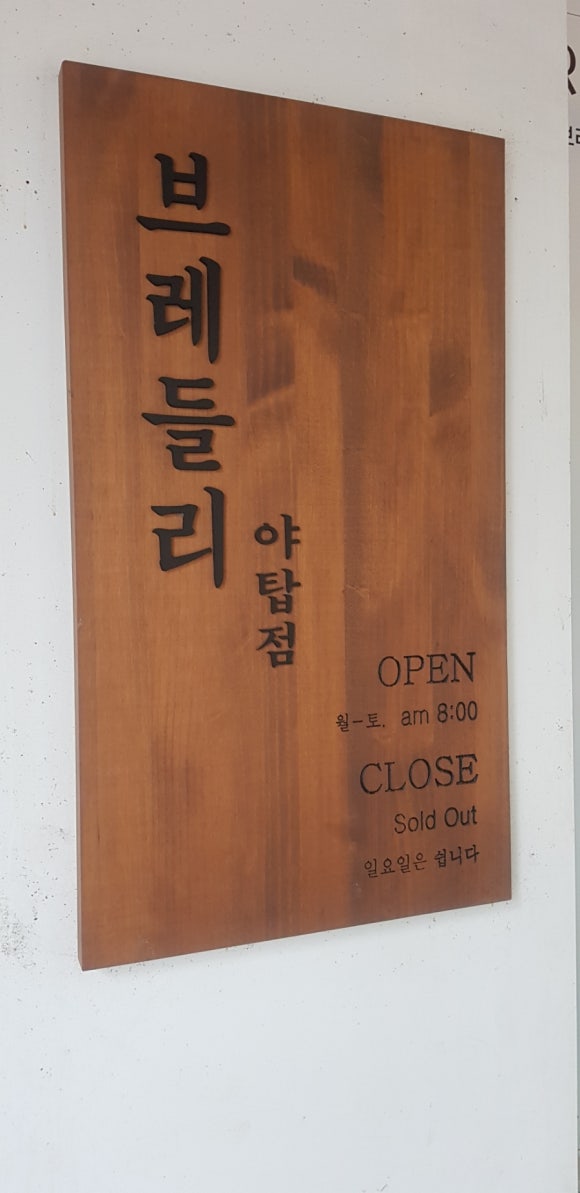 브레들리
야탑점
OPEN
월-토. am 8:00
CLOSE
Sold Out
일요일은 쉽니다